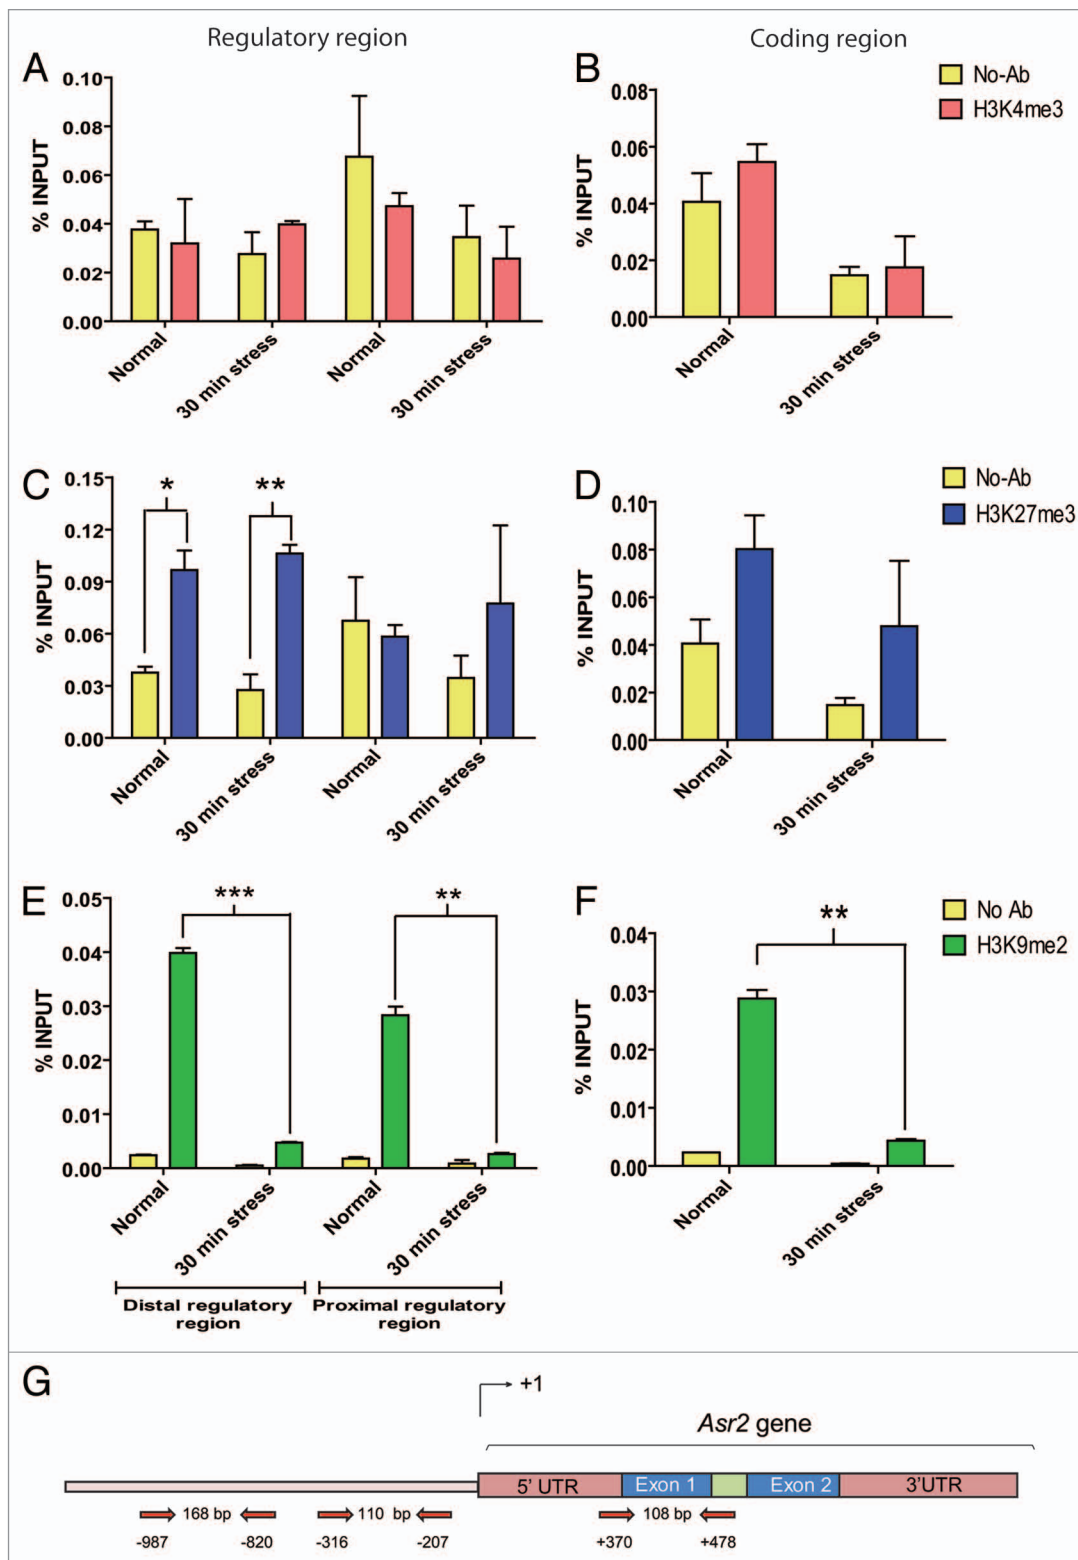 Regulatory region
Coding region
A
0.10
0.08
0.06
0.04
0.02
0.00
% INPUT
Normal
30 min stress
Normal
30 min stress
B
0.08
0.06
0.04
0.02
0.00
% INPUT
Normal
30 min stress
No-Ab
H3K4me3
C
0.15
0.12
0.09
0.06
0.03
0.00
% INPUT
*
**
Normal
30 min stress
Normal
30 min stress
D
0.10
0.08
0.06
0.04
0.02
0.00
% INPUT
Normal
30 min stress
No-Ab
H3K27me3
E
0.05
0.04
0.03
0.02
0.01
0.00
% INPUT
***
**
Normal
30 min stress
Normal
30 min stress
Distal regulatory
region
Proximal regulatory
region
F
0.04
0.03
0.02
0.01
0.00
% INPUT
**
Normal
30 min stress
No Ab
H3K9me2
G
+1
Asr2 gene
5' UTR
Exon 1
Exon 2
3'UTR
168 bp
110 bp
108 bp
-987
-820
-316
-207
+370
+478